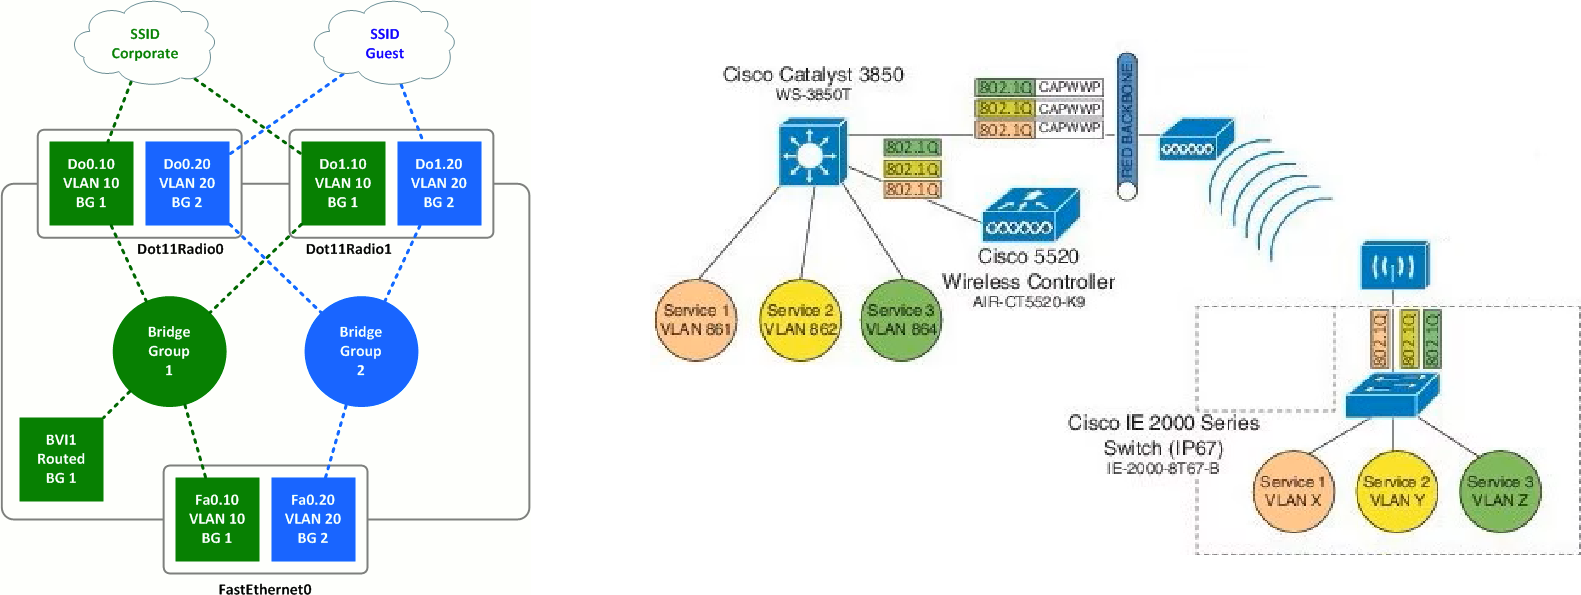 SSID
Corporate
SSID
Guest
Do0.10
VLAN 10
BG 1
Do0.20
VLAN 20
BG 2
Do1.10
VLAN 10
BG 1
Do1.20
VLAN 20
BG 2
Dot11Radio0
Dot11Radio1
Bridge
Group
1
Bridge
Group
2
BVI1
Routed
BG 1
Fa0.10
VLAN 10
BG 1
Fa0.20
VLAN 20
BG 2
FastEthernet0
Cisco Catalyst 3850
WS-3850T
802.1Q CAPWWP
802.1Q CAPWWP
802.1Q CAPWWP
RED BACKBONE
802.1Q
802.1Q
802.1Q
Cisco 5520
Wireless Controller
AIR-CT5520-K9
Service 1
VLAN 861
Service 2
VLAN 862
Service 3
VLAN 864
802.1Q
802.1Q
802.1Q
Cisco IE 2000 Series
Switch (IP67)
IE-2000-8T67-B
Service 1
VLAN X
Service 2
VLAN Y
Service 3
VLAN Z